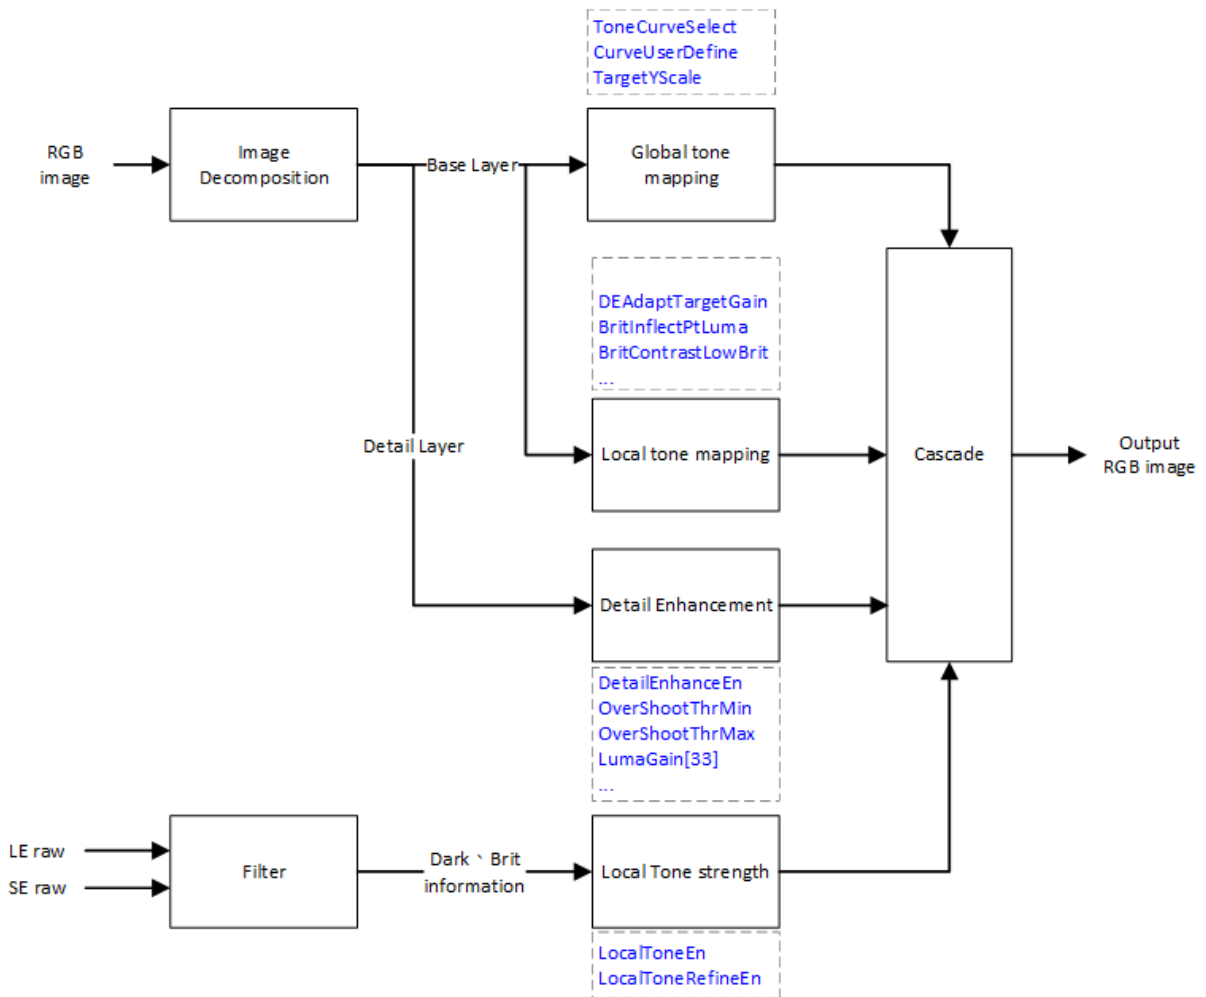 ToneCurveSelect
CurveUserDefine
TargetYScale
RGB
image
Image
Decomposition
Base Layer
Global tone
mapping
DEAdaptTargetGain
BritInflectPtLuma
BritContrastLowBrit
...
Detail Layer
Local tone mapping
Cascade
Output
RGB image
Detail Enhancement
DetailEnhanceEn
OverShootThrMin
OverShootThrMax
LumaGain[33]
...
LE raw
SE raw
Filter
Dark、Brit
information
Local Tone strength
LocalToneEn
LocalToneRefineEn